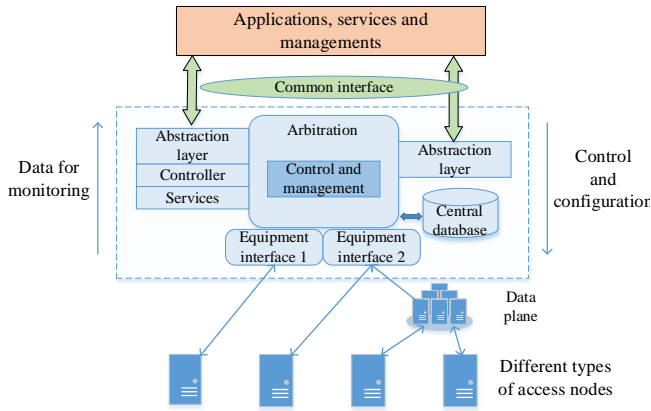 Applications, services and
managements
Common interface
Data for
monitoring
Abstraction
layer
Controller
Services
Arbitration
Control and
management
Abstraction
layer
Central
database
Control
and
configuration
Equipment
interface 1
Equipment
interface 2
Data
plane
Different types
of access nodes